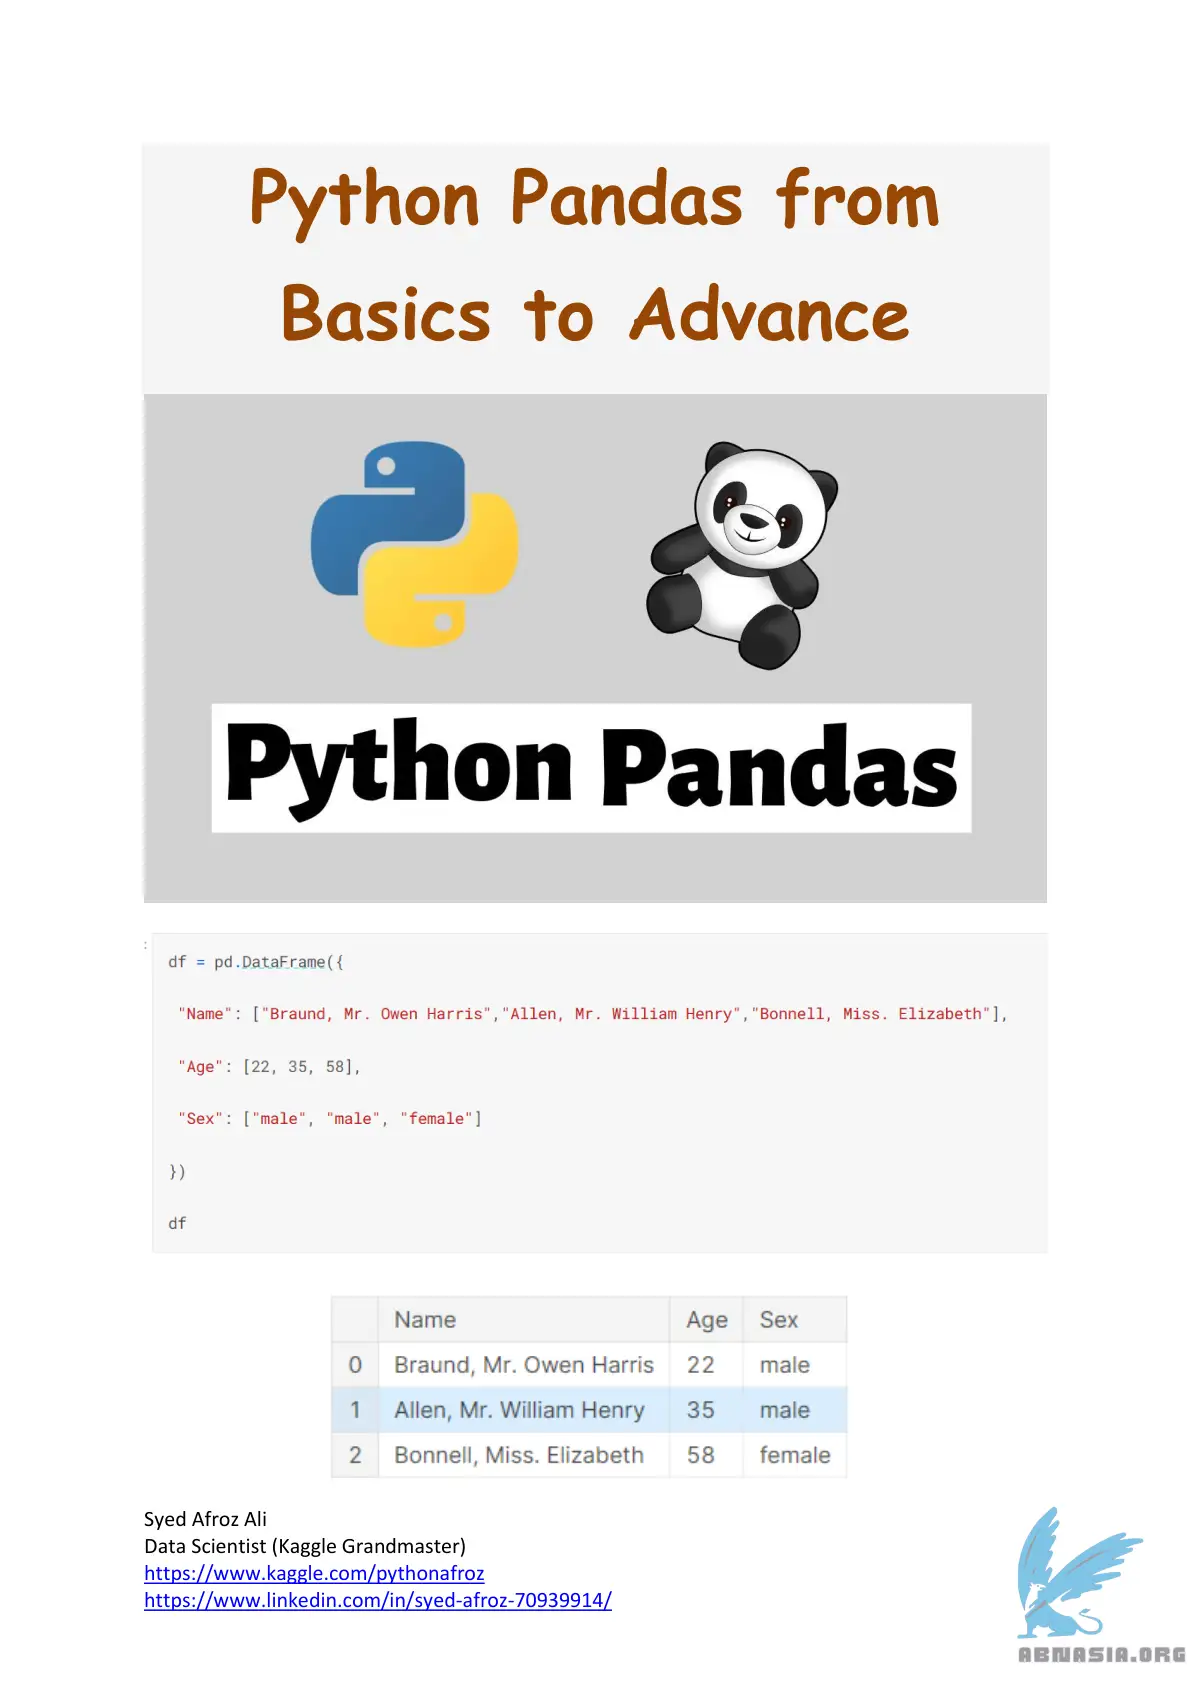 Python Pandas from
Basics to Advance
Python Pandas
:
df = pd.DataFrame({
"Name": ["Braund, Mr. Owen Harris","Allen, Mr. William Henry","Bonnell, Miss. Elizabeth"],
"Age": [22, 35, 58],
"Sex": ["male", "male", "female"]
})
df
Name Age Sex
0 Braund, Mr. Owen Harris 22 male
1 Allen, Mr. William Henry 35 male
2 Bonnell, Miss. Elizabeth 58 female
Syed Afroz Ali
Data Scientist (Kaggle Grandmaster)
https://www.kaggle.com/pythonafroz
https://www.linkedin.com/in/syed-afroz-70939914/
ABNASIA.ORG